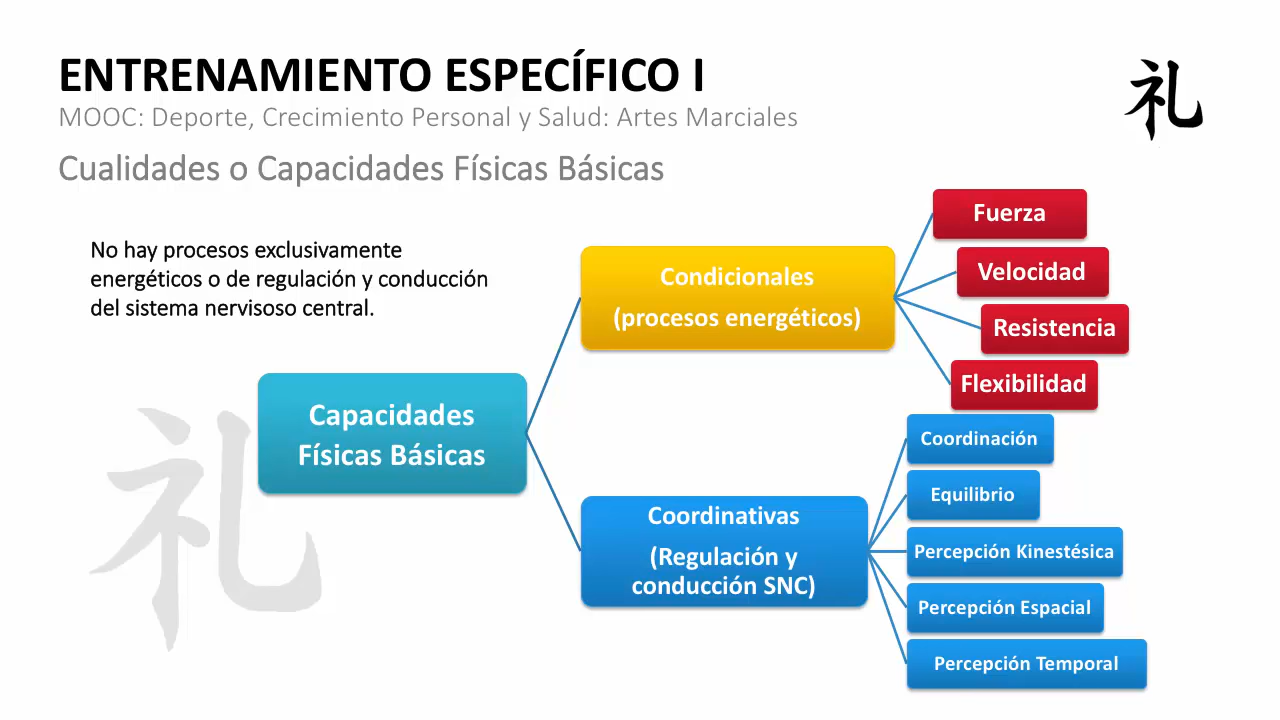 ENTRENAMIENTO ESPECÍFICO I
MOOC: Deporte, Crecimiento Personal y Salud: Artes Marciales
Cualidades o Capacidades Físicas Básicas
礼
No hay procesos exclusivamente
energéticos o de regulación y conducción
del sistema nervisoso central.
礼
Capacidades
Físicas Básicas
Condicionales
(procesos energéticos)
Fuerza
Velocidad
Resistencia
Flexibilidad
Coordinativas
(Regulación y
conducción SNC)
Coordinación
Equilibrio
Percepción Kinestésica
Percepción Espacial
Percepción Temporal